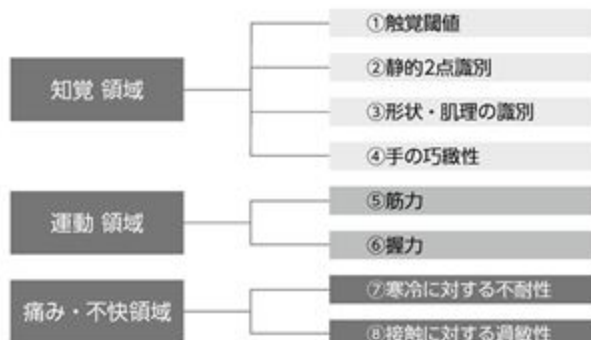 知覚 領域
①触覚閾値
②静的2点識別
③形状・肌理の識別
④手の巧緻性
運動 領域
⑤筋力
⑥握力
痛み・不快領域
⑦寒冷に対する不耐性
⑧接触に対する過敏性